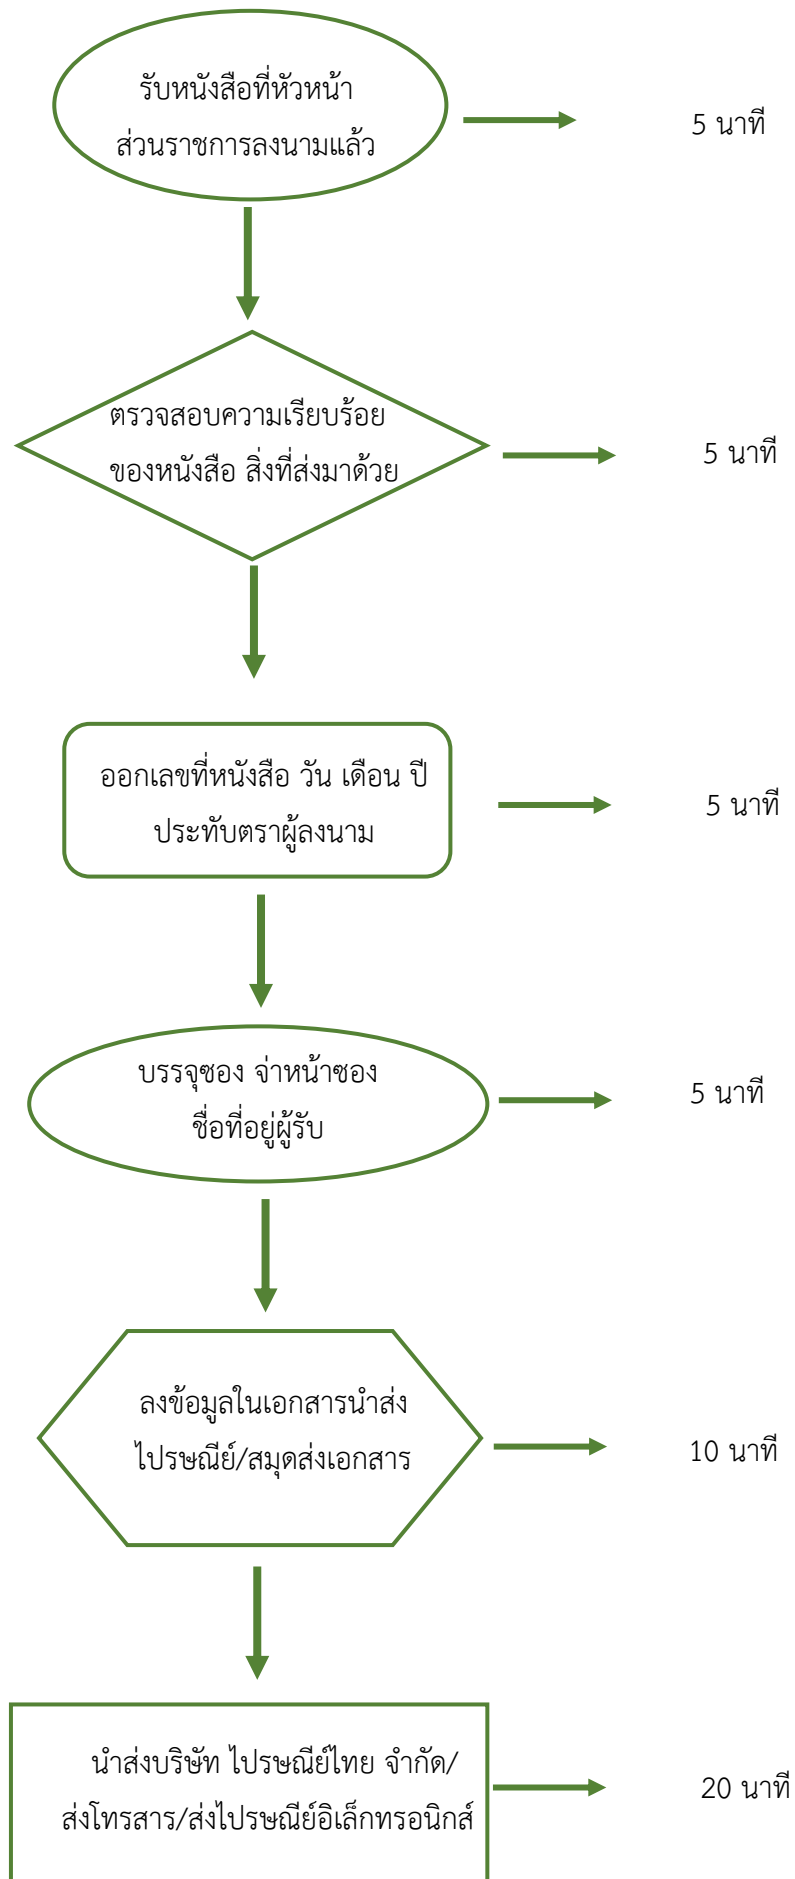 รับหนังสือที่หัวหน้า
ส่วนราชการลงนามแล้ว
5 นาที
ตรวจสอบความเรียบร้อย
ของหนังสือ สิ่งที่ส่งมาด้วย
5 นาที
ออกเลขที่หนังสือ วัน เดือน ปี
ประทับตราผู้ลงนาม
5 นาที
บรรจุซอง จ่าหน้าซอง
ชื่อที่อยู่ผู้รับ
5 นาที
ลงข้อมูลในเอกสารนำส่ง
ไปรษณีย์/สมุดส่งเอกสาร
10 นาที
นำส่งบริษัท ไปรษณีย์ไทย จำกัด/
ส่งโทรสาร/ส่งไปรษณีย์อิเล็กทรอนิกส์
20 นาที